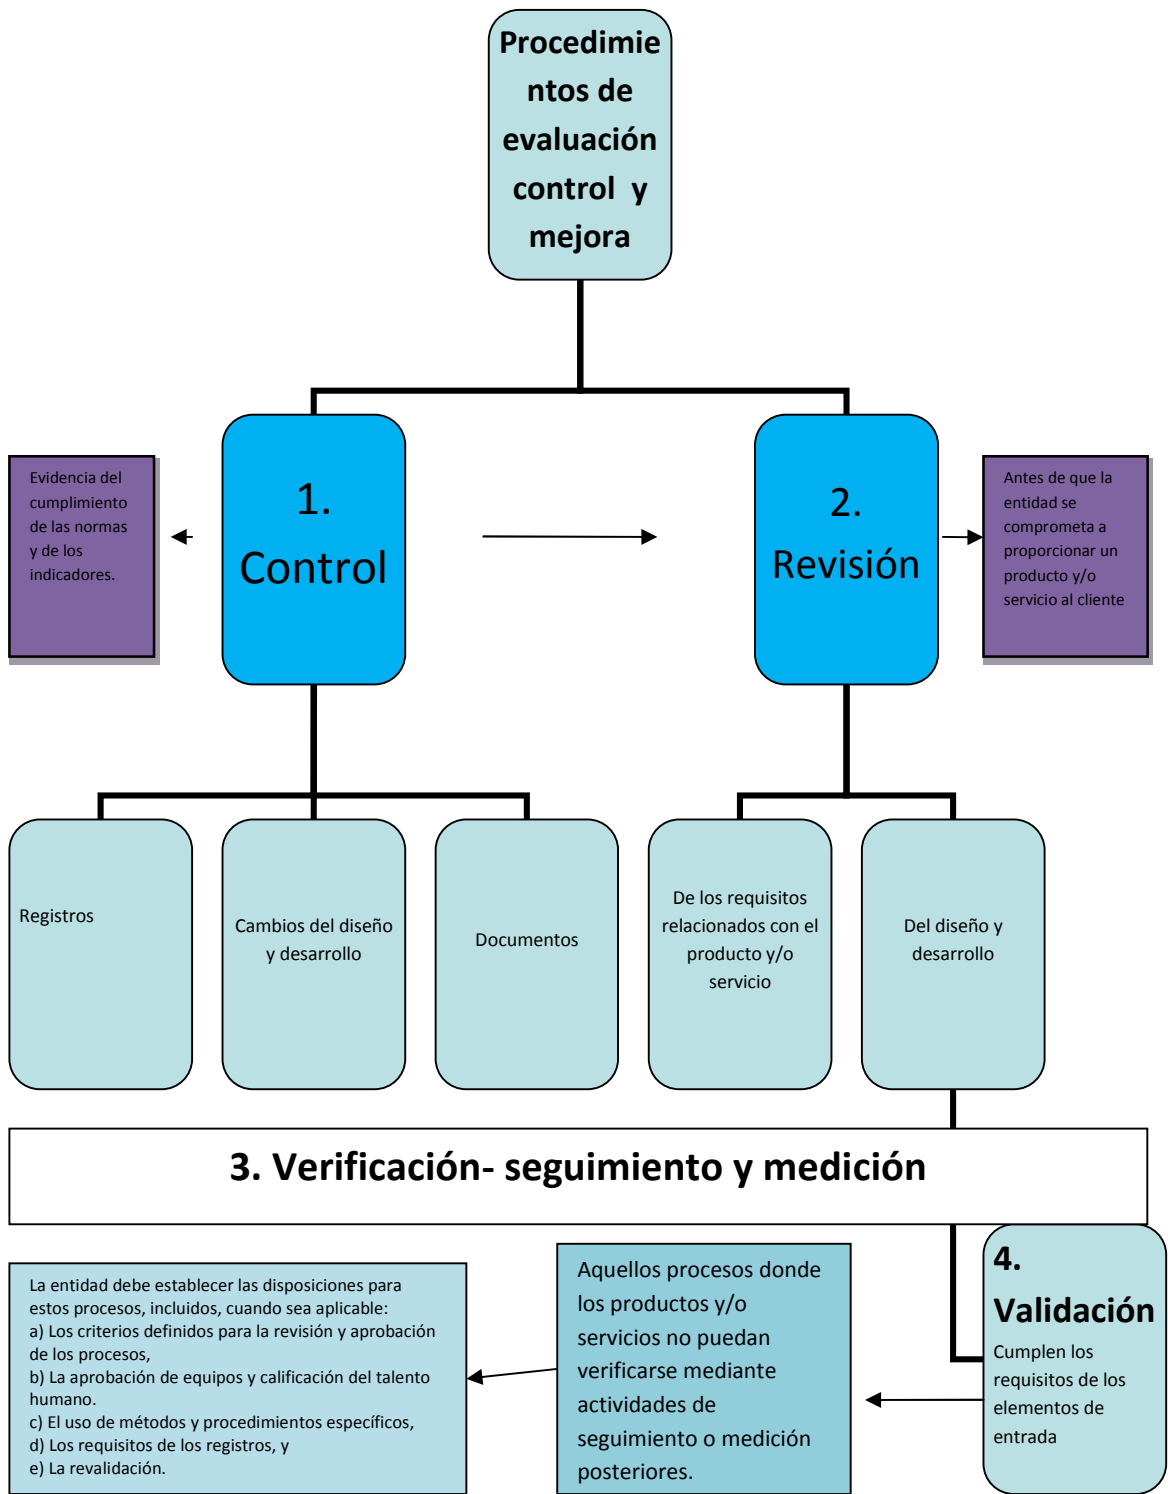 Procedimie
ntos de
evaluación
control y
mejora
Evidencia del
cumplimiento
de las normas
y de los
indicadores.
1.
Control
2.
Revisión
Antes de que la
entidad se
comprometa a
proporcionar un
producto y/o
servicio al cliente
Registros
Cambios del diseño
y desarrollo
Documentos
De los requisitos
relacionados con el
producto y/o
servicio
Del diseño y
desarrollo
3. Verificación- seguimiento y medición
4.
Validación
Cumplen los
requisitos de los
elementos de
entrada
Aquellos procesos donde
los productos y/o
servicios no puedan
verificarse mediante
actividades de
seguimiento o medición
posteriores.
La entidad debe establecer las disposiciones para
estos procesos, incluidos, cuando sea aplicable:
a) Los criterios definidos para la revisión y aprobación
de los procesos,
b) La aprobación de equipos y calificación del talento
humano.
c) El uso de métodos y procedimientos específicos,
d) Los requisitos de los registros, y
e) La revalidación.